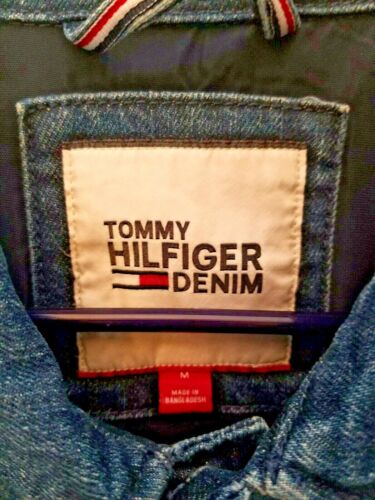 TOMMY
HILFIGER
DENIM
M
MADE IN
BANGLADESH